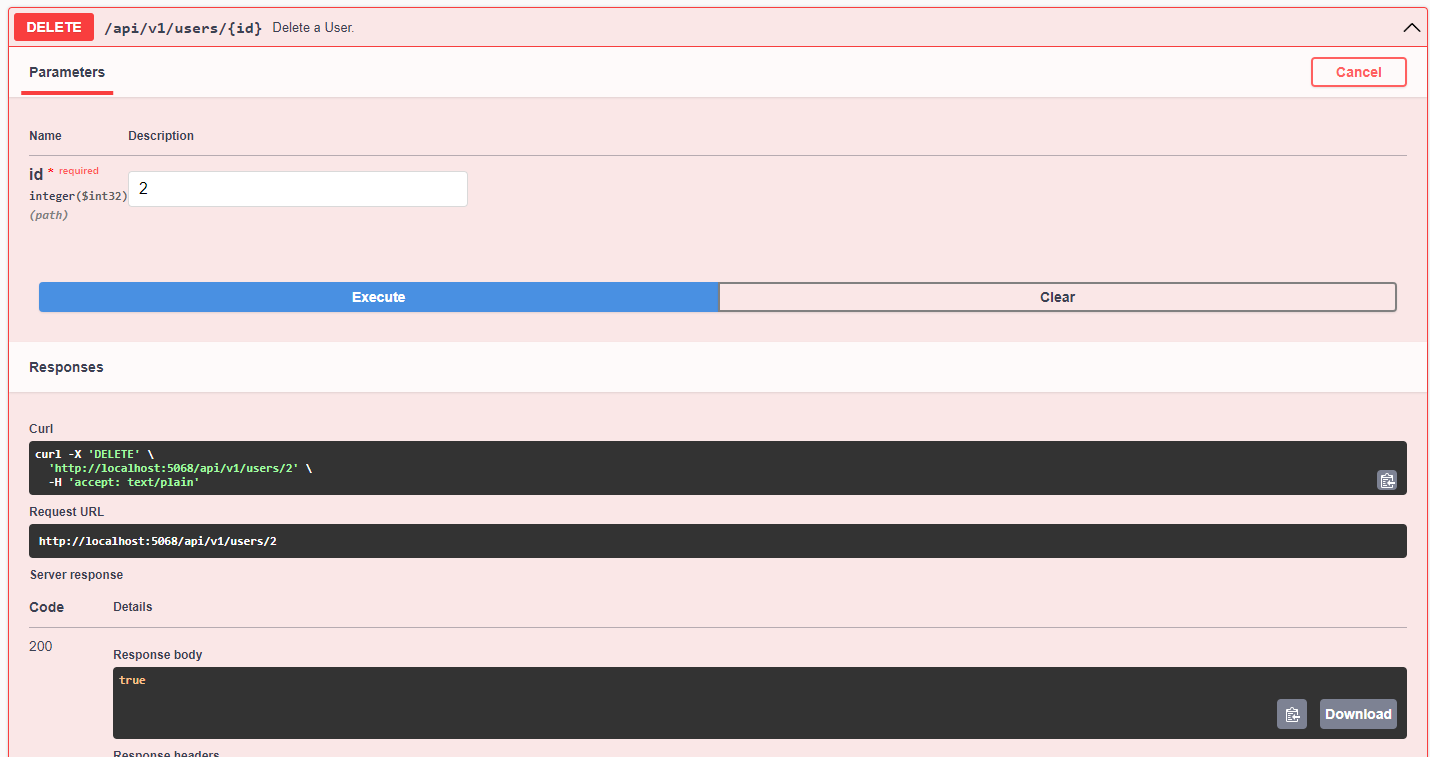 DELETE /api/v1/users/{id} Delete a User.
Parameters Cancel
Name Description
id * required
integer($int32) 2
(path)
Execute Clear
Responses
Curl
curl -X 'DELETE' \
'http://localhost:5068/api/v1/users/2' \
-H 'accept: text/plain'
Request URL
http://localhost:5068/api/v1/users/2
Server response
Code Details
200
Response body
true
Download
Response headers